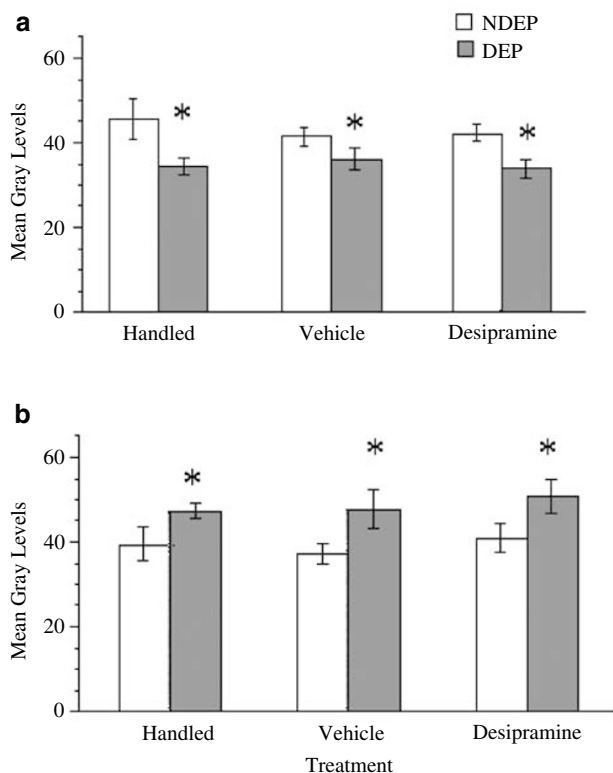 a
NDEP
DEP
60
40
20
0
Mean Gray Levels
*
*
*
Handled Vehicle Desipramine
b
60
40
20
0
Mean Gray Levels
*
*
*
Handled Vehicle Desipramine
Treatment